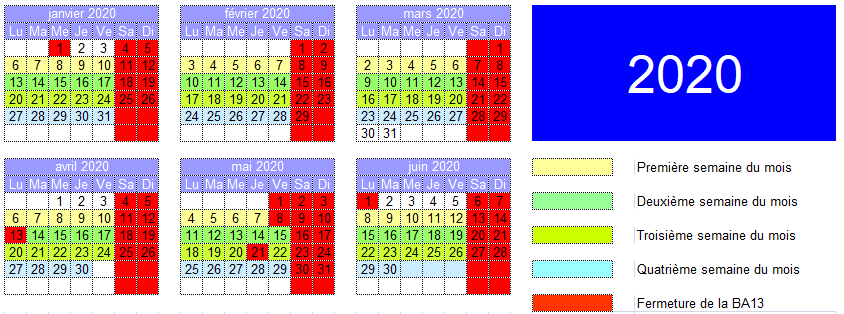 janvier 2020
Lu Ma Me Je Ve Sa Di
1 2 3 4 5
6 7 8 9 10 11 12
13 14 15 16 17 18 19
20 21 22 23 24 25 26
27 28 29 30 31
février 2020
Lu Ma Me Je Ve Sa Di
1 2
3 4 5 6 7 8 9
10 11 12 13 14 15 16
17 18 19 20 21 22 23
24 25 26 27 28 29
mars 2020
Lu Ma Me Je Ve Sa Di
1
2 3 4 5 6 7 8
9 10 11 12 13 14 15
16 17 18 19 20 21 22
23 24 25 26 27 28 29
30 31
2020
avril 2020
Lu Ma Me Je Ve Sa Di
1 2 3 4 5
6 7 8 9 10 11 12
13 14 15 16 17 18 19
20 21 22 23 24 25 26
27 28 29 30
mai 2020
Lu Ma Me Je Ve Sa Di
1 2 3
4 5 6 7 8 9 10
11 12 13 14 15 16 17
18 19 20 21 22 23 24
25 26 27 28 29 30 31
juin 2020
Lu Ma Me Je Ve Sa Di
1 2 3 4 5 6 7
8 9 10 11 12 13 14
15 16 17 18 19 20 21
22 23 24 25 26 27 28
29 30
Première semaine du mois
Deuxième semaine du mois
Troisième semaine du mois
Quatrième semaine du mois
Fermeture de la BA13